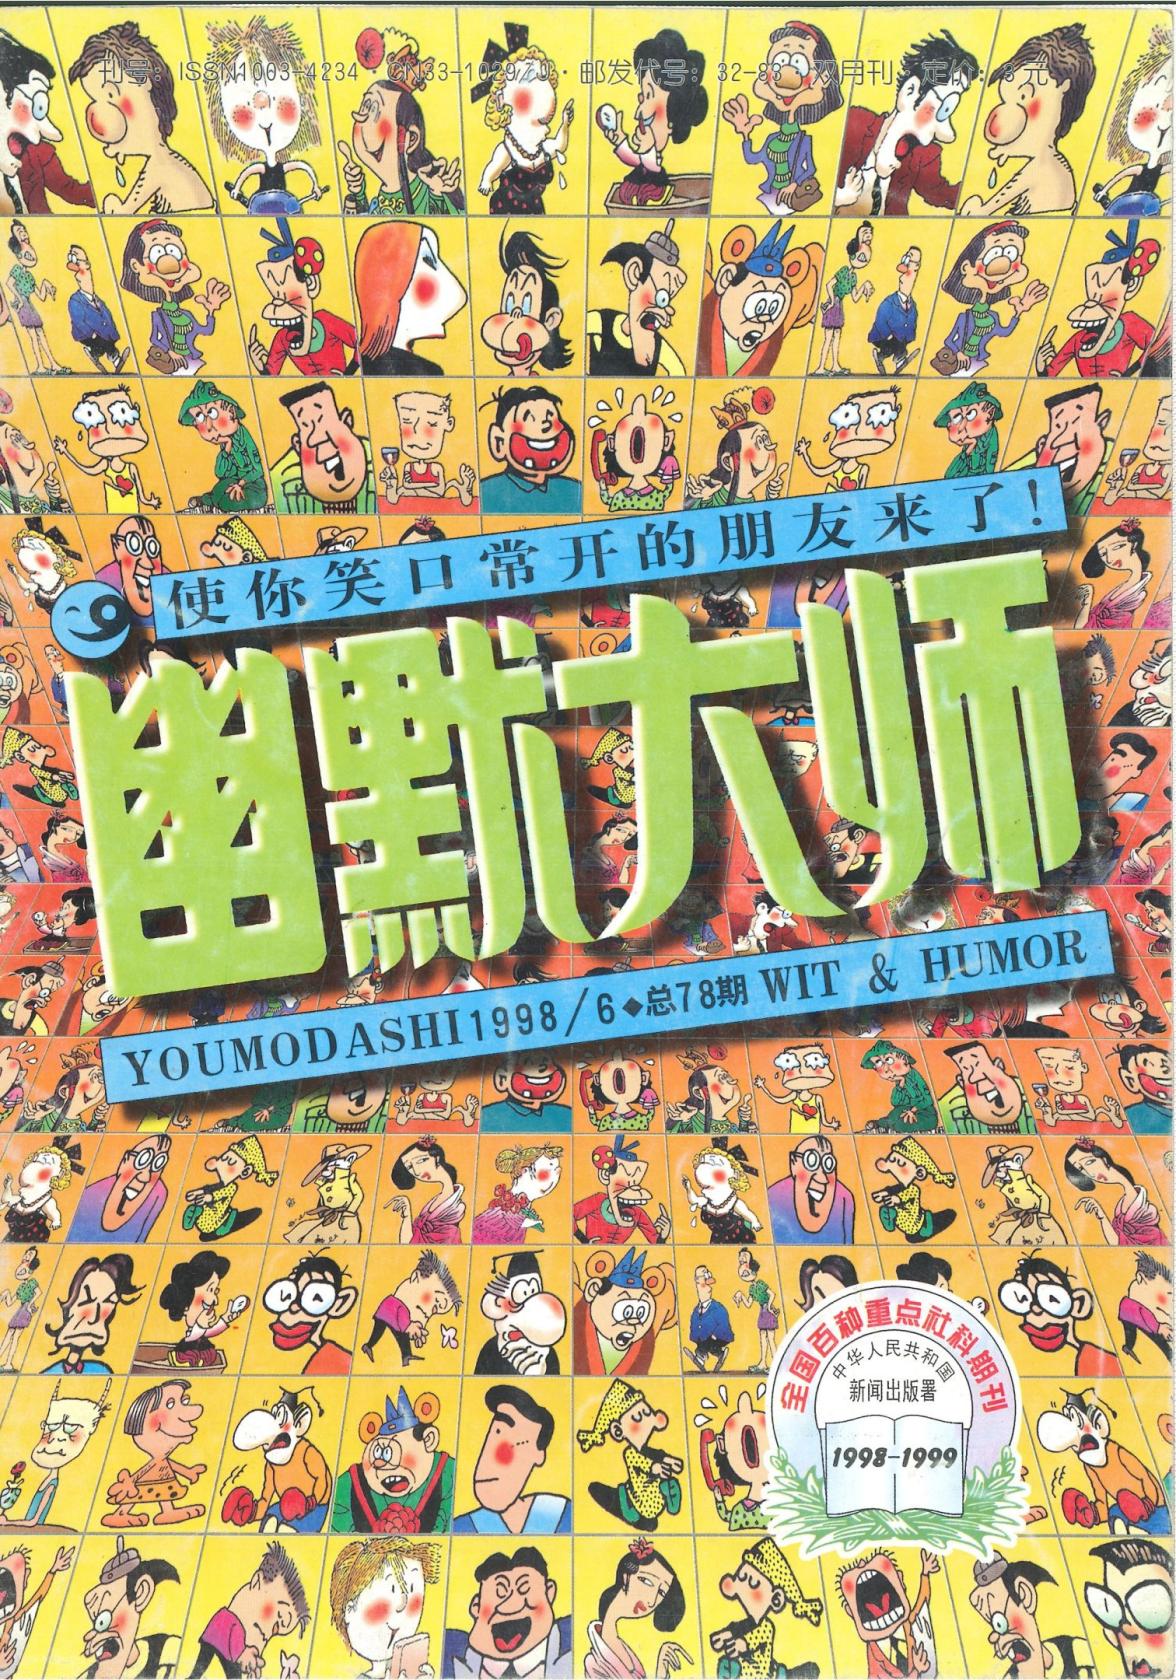 刊号：ISSN1003-4234·CN33-1029/J·邮发代号：32-83·双月刊·定价：3元
使你笑口常开的朋友来了！
幽默大师
YOUMODASHI1998/6◆总78期 WIT & HUMOR
全国百种重点社科期刊
中华人民共和国
新闻出版署
1998-1999